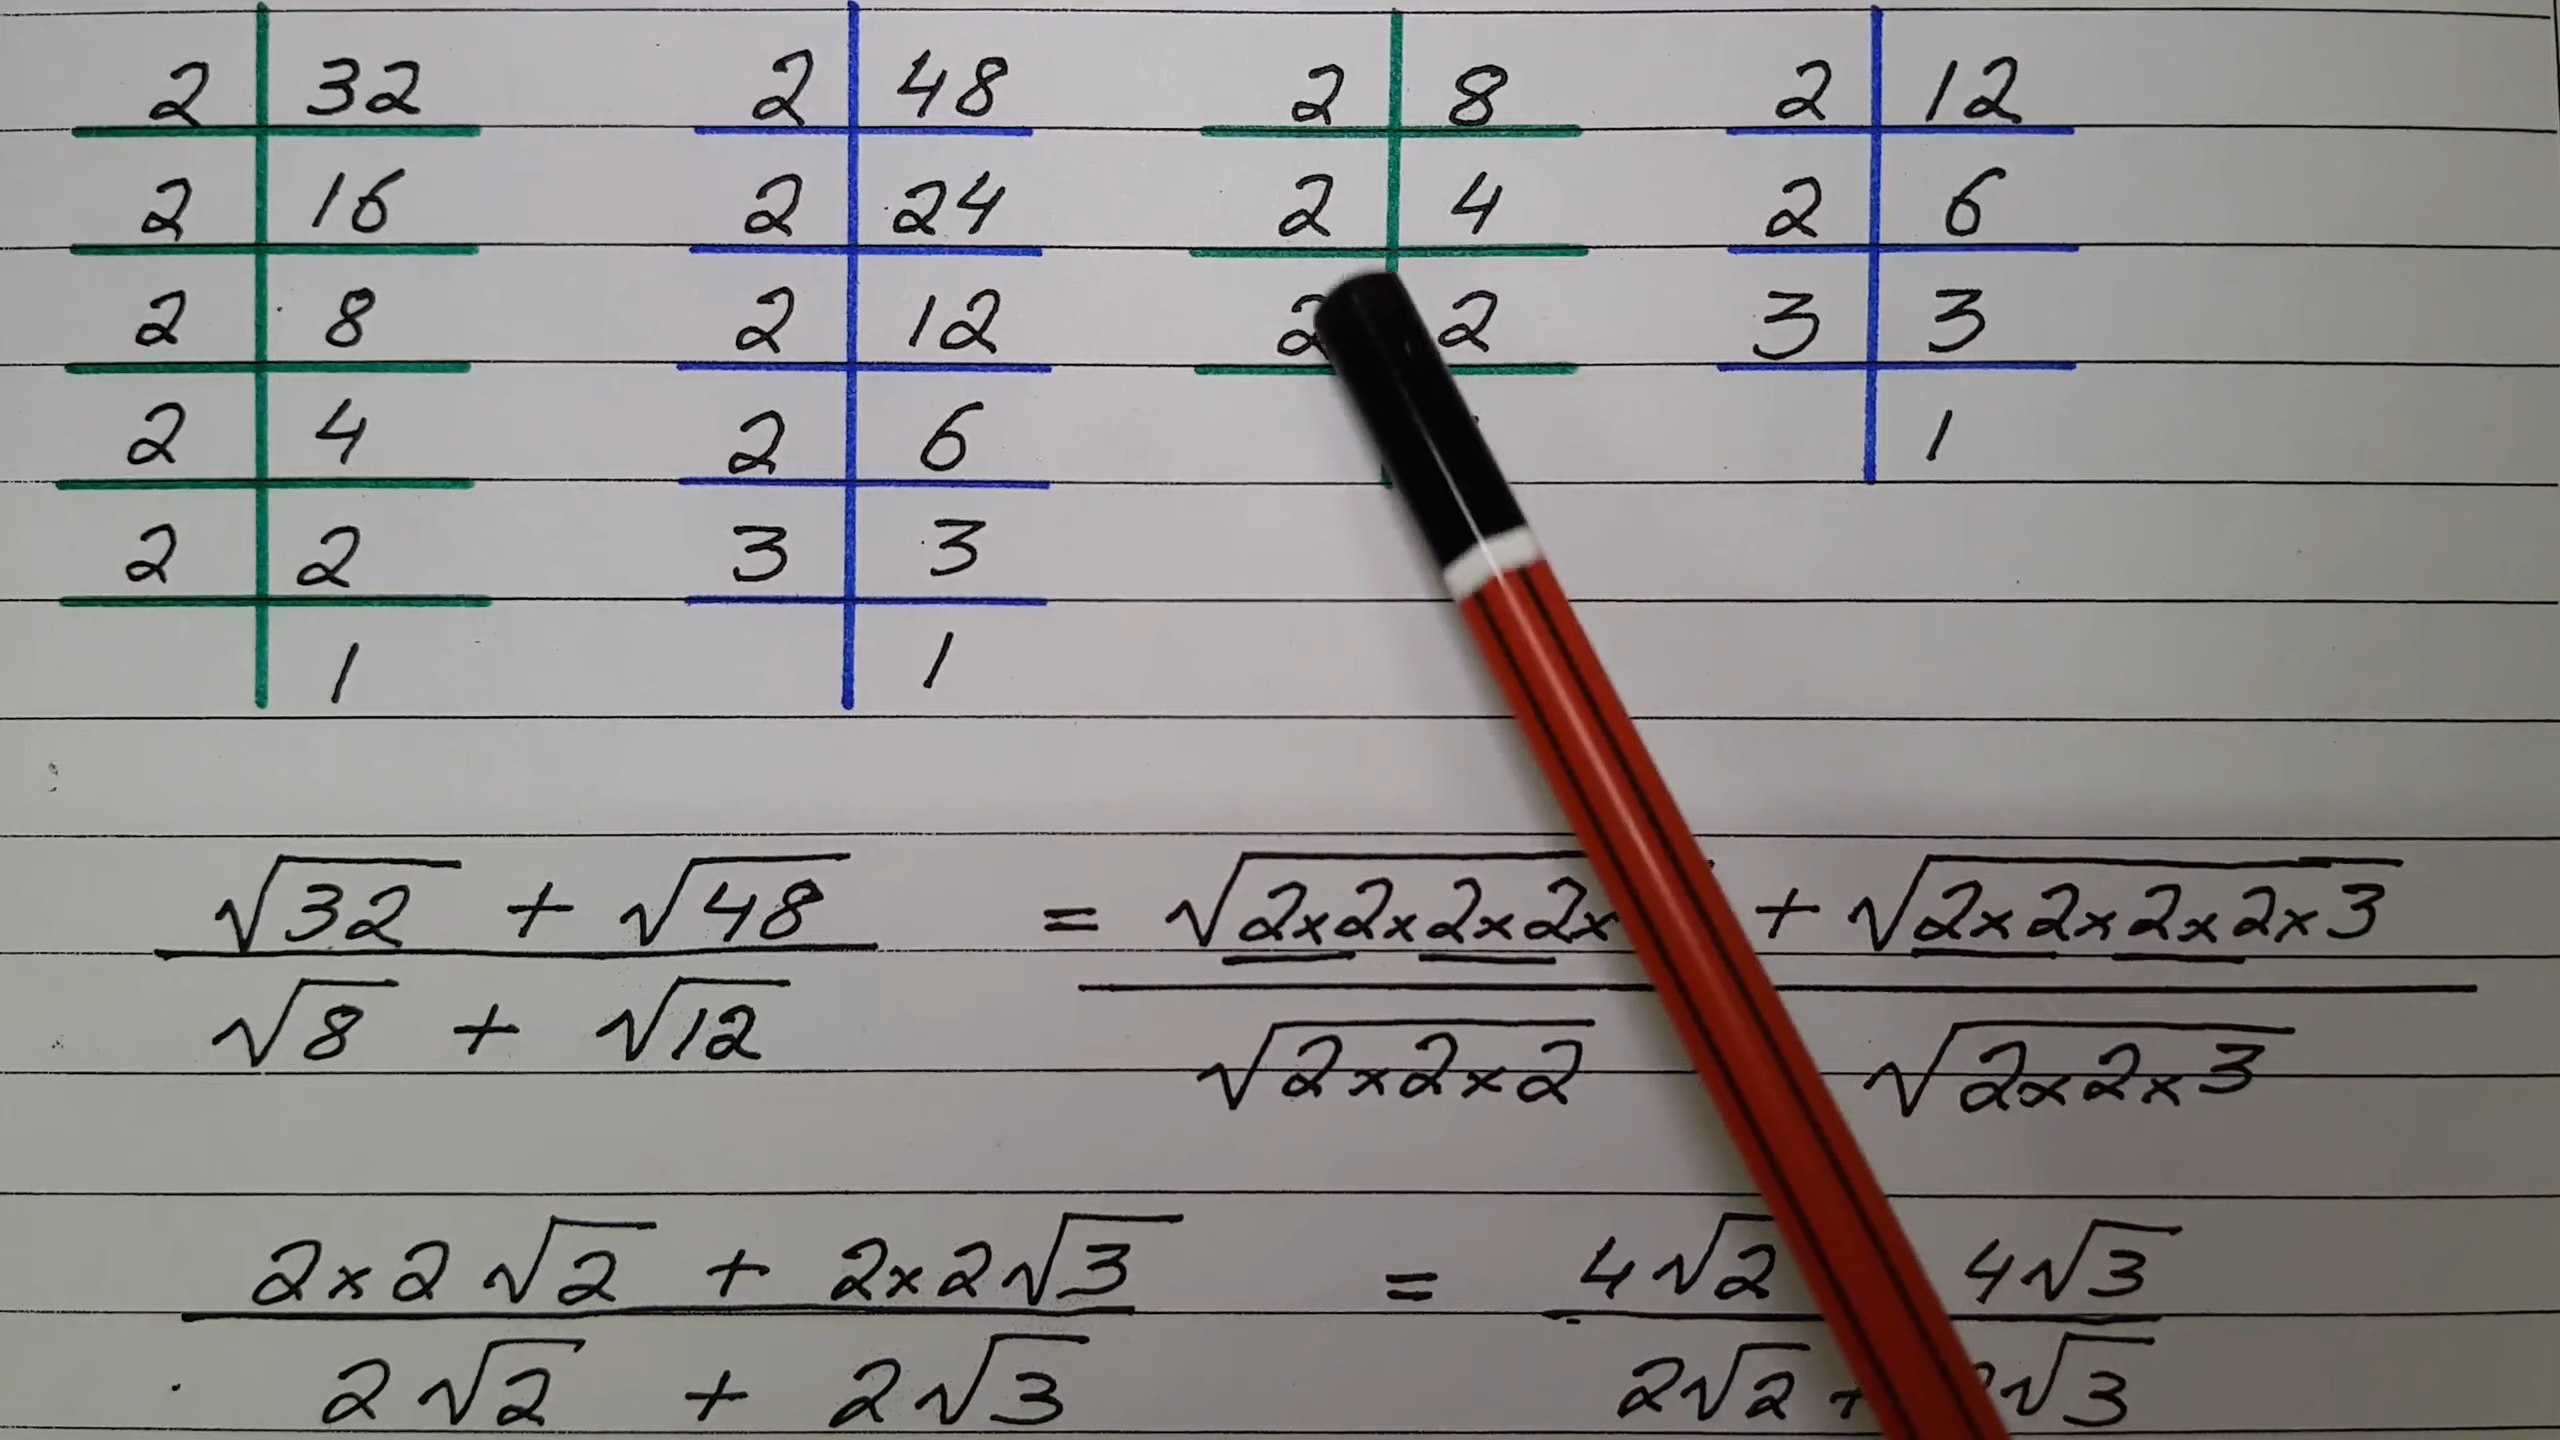 2 | 32 2 | 48 2 | 8 2 | 12
2 | 16 2 | 24 2 | 4 2 | 6
2 | 8 2 | 12 2 | 2 3 | 3
2 | 4 2 | 6 | 1
2 | 2 3 | 3
| 1 | 1
√32 + √48 = √2×2×2×2× + √2×2×2×2×3
√8 + √12 √2×2×2 √2×2×3
2×2√2 + 2×2√3 = 4√2 4√3
2√2 + 2√3 2√2 + √3